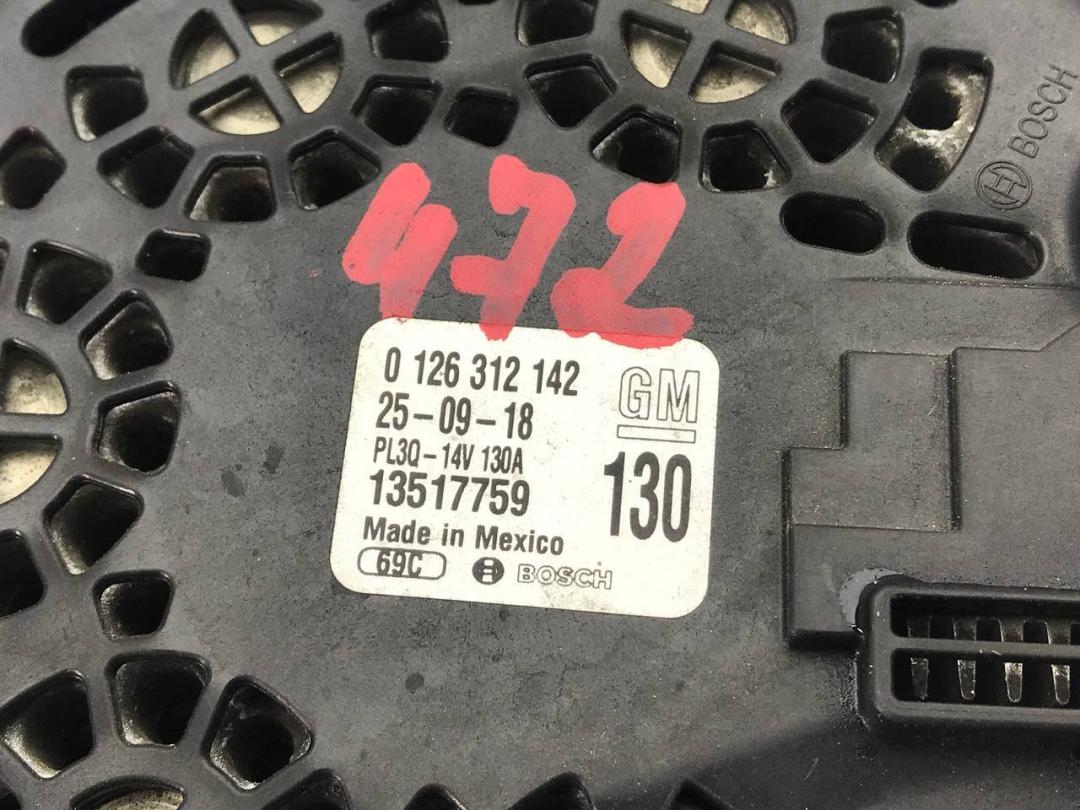 BOSCH
472
0 126 312 142
GM
25-09-18
PL3Q-14V 130A
130
13517759
Made in Mexico
69C BOSCH